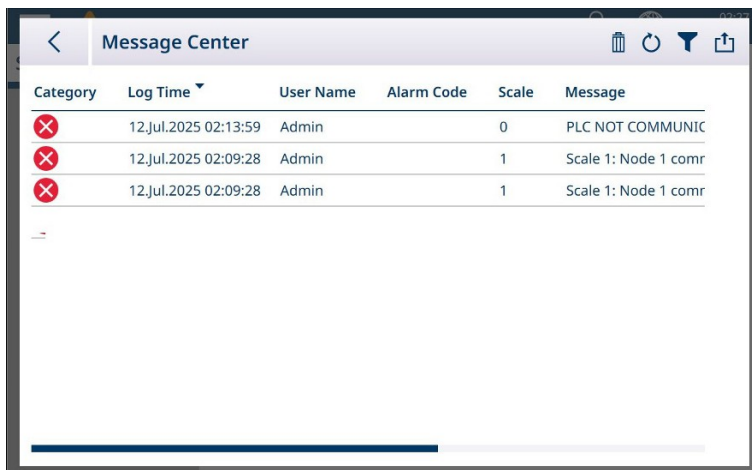 Message Center
Category Log Time User Name Alarm Code Scale Message
12.Jul.2025 02:13:59 Admin 0 PLC NOT COMMUNIC
12.Jul.2025 02:09:28 Admin 1 Scale 1: Node 1 comr
12.Jul.2025 02:09:28 Admin 1 Scale 1: Node 1 comr